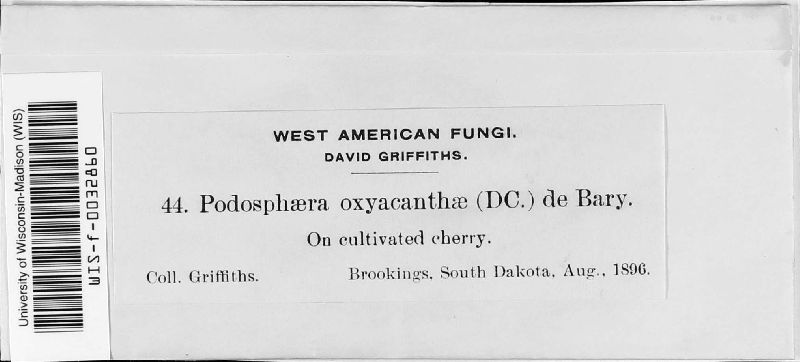 University of Wisconsin-Madison (WIS)
WIS-f-0032860
WEST AMERICAN FUNGI.
DAVID GRIFFITHS.
44. Podosphæra oxyacanthæ (DC.) de Bary.
On cultivated cherry.
Coll. Griffiths. Brookings, South Dakota, Aug., 1896.